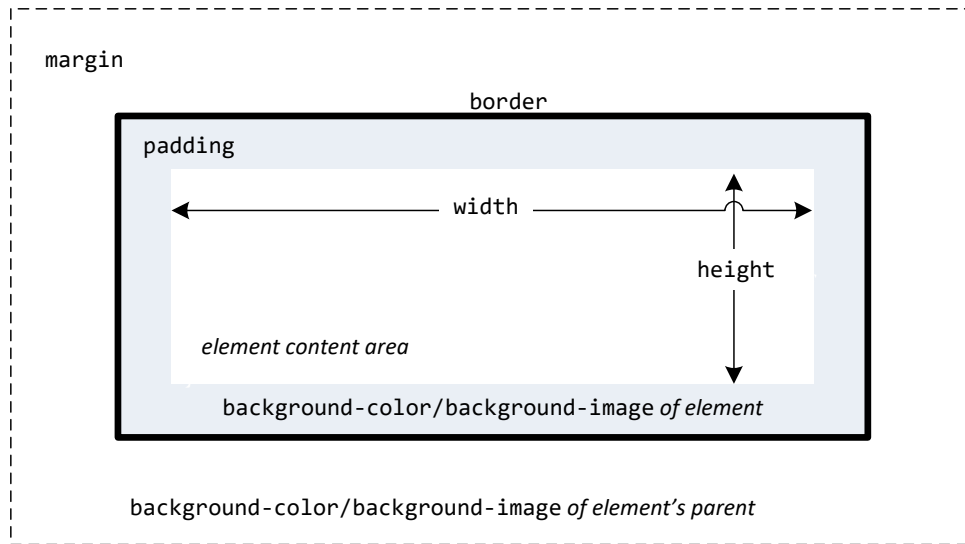 margin
border
padding
width
height
element content area
background-color/background-image of element
background-color/background-image of element’s parent